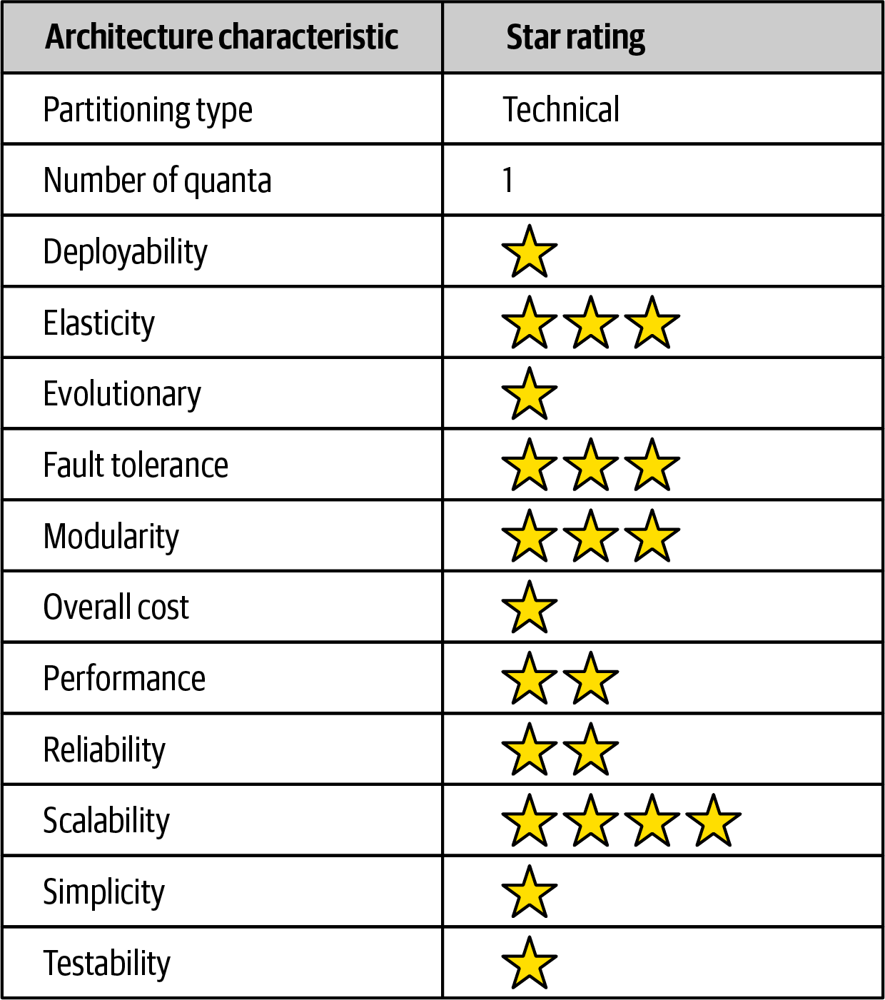 Architecture characteristic Star rating
Partitioning type Technical
Number of quanta 1
Deployability
Elasticity
Evolutionary
Fault tolerance
Modularity
Overall cost
Performance
Reliability
Scalability
Simplicity
Testability